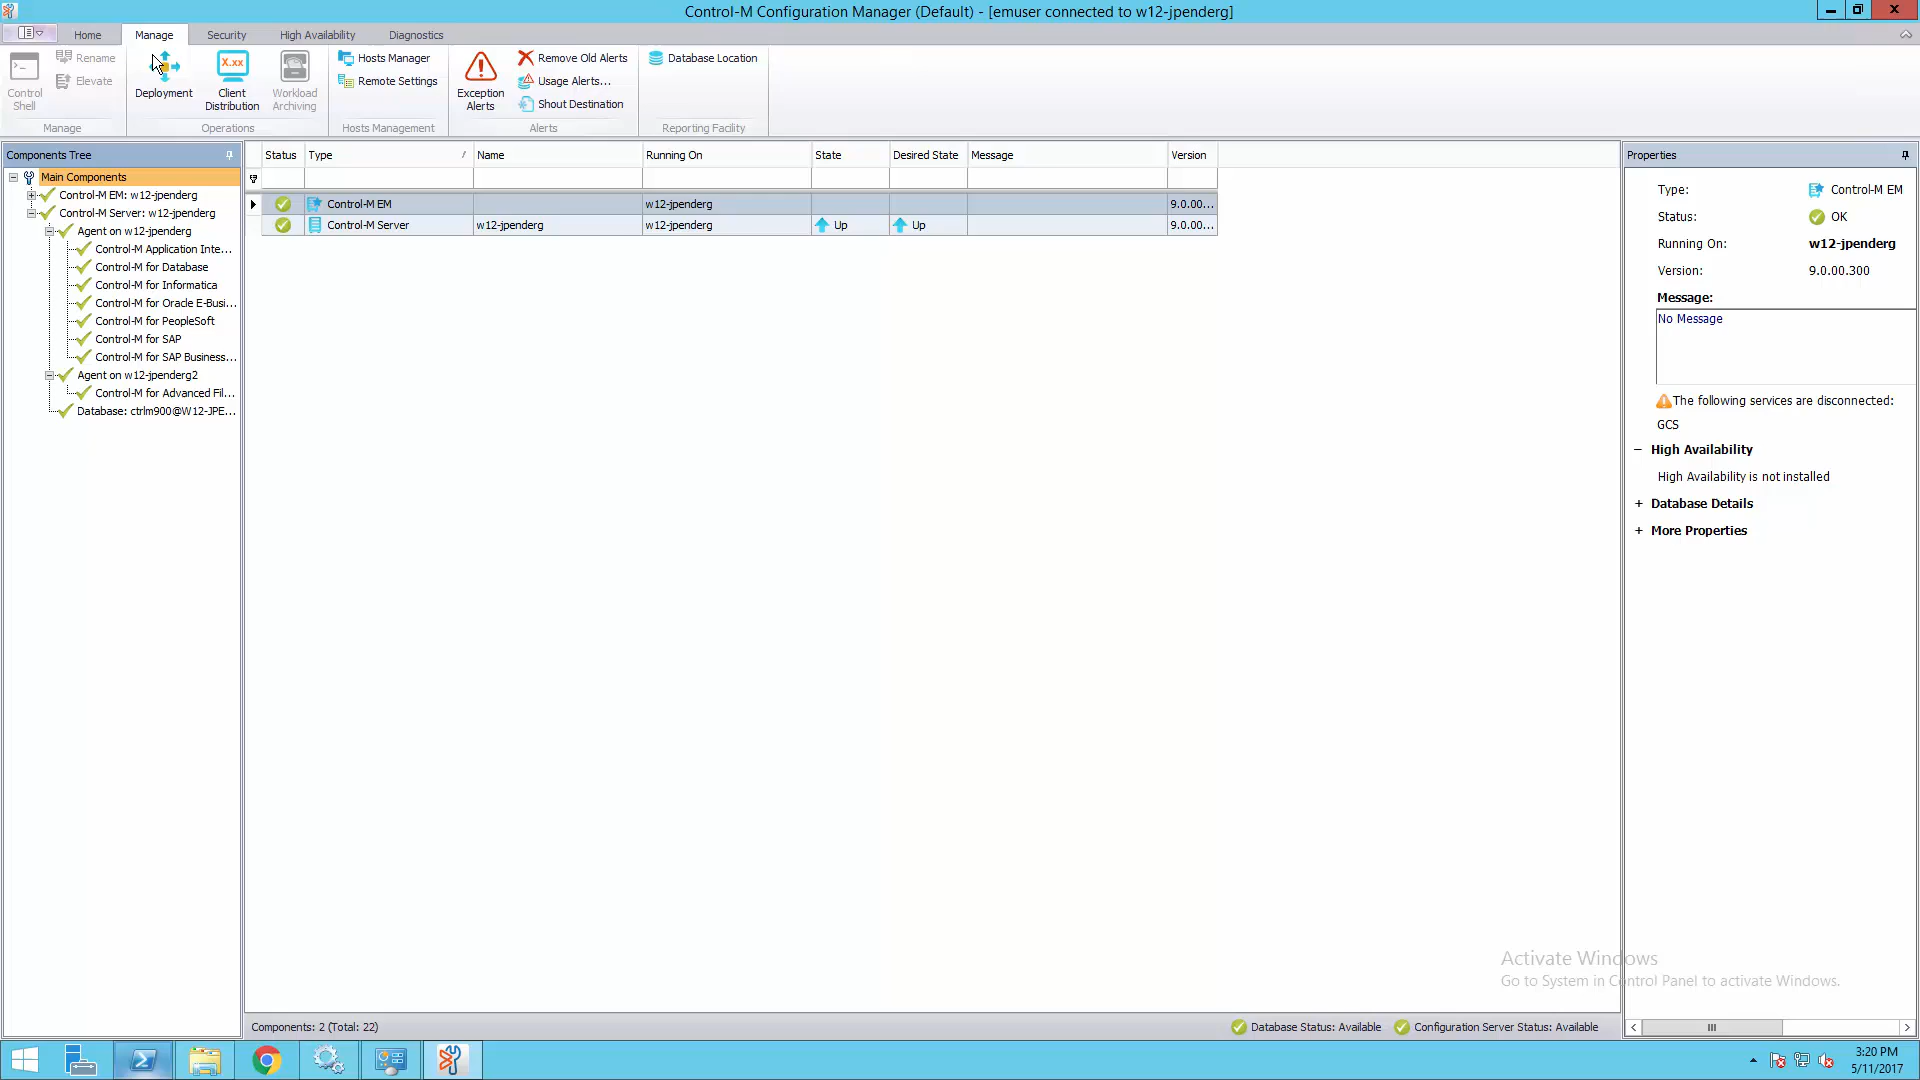 Control-M Configuration Manager (Default) - [emuser connected to w12-jpenderg]
Home
Manage
Security
High Availability
Diagnostics
Control Shell
Rename
Elevate
Manage
X.xx
Deployment
Client Distribution
Workload Archiving
Operations
Hosts Manager
Remote Settings
Hosts Management
Exception Alerts
Remove Old Alerts
Usage Alerts...
Shout Destination
Alerts
Database Location
Reporting Facility
Components Tree
Main Components
Control-M EM: w12-jpenderg
Control-M Server: w12-jpenderg
Agent on w12-jpenderg
Control-M Application Inte...
Control-M for Database
Control-M for Informatica
Control-M for Oracle E-Busi...
Control-M for PeopleSoft
Control-M for SAP
Control-M for SAP Business...
Agent on w12-jpenderg2
Control-M for Advanced Fil...
Database: ctrlm900@W12-JPE...
Status Type / Name Running On State Desired State Message Version
Control-M EM w12-jpenderg 9.0.00...
Control-M Server w12-jpenderg w12-jpenderg Up Up 9.0.00...
Components: 2 (Total: 22)
Database Status: Available
Configuration Server Status: Available
Properties
Type: Control-M EM
Status: OK
Running On: w12-jpenderg
Version: 9.0.00.300
Message:
No Message
The following services are disconnected:
GCS
High Availability
High Availability is not installed
Database Details
More Properties
Activate Windows
Go to System in Control Panel to activate Windows.
3:20 PM
5/11/2017